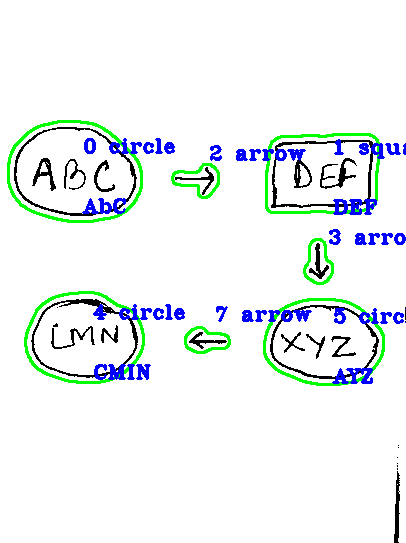 0 circle
ABC
AbC
2 arrow
1 squa
DEF
DEF
3 arro
4 circle
LMN
CMIN
7 arrow
5 circ
XYZ
AYZ